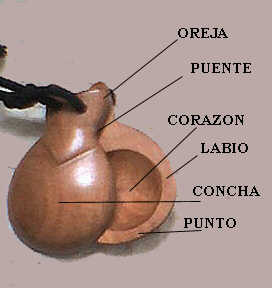 OREJA
PUENTE
CORAZON
LABIO
CONCHA
PUNTO